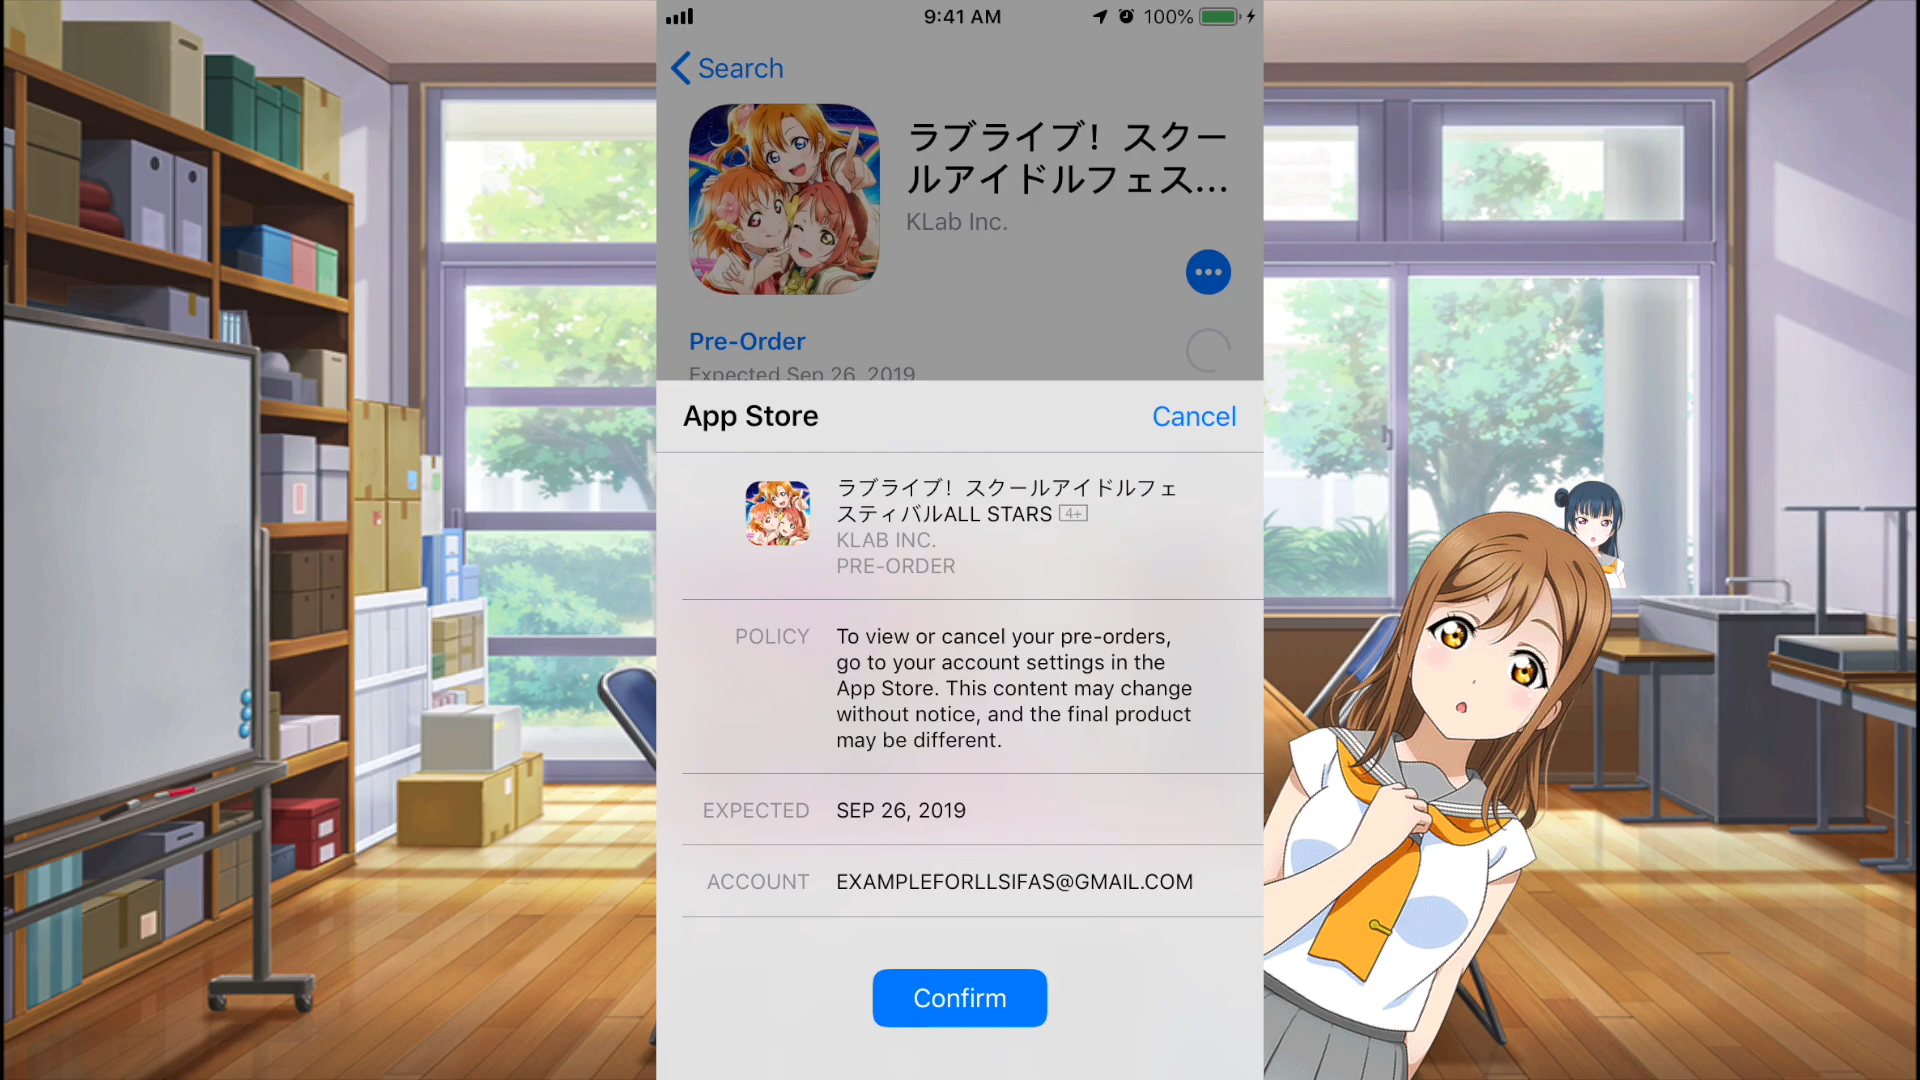 9:41 AM
100%
Search
ラブライブ！スクー
ルアイドルフェス...
KLab Inc.
Pre-Order
Expected Sep 26, 2019
App Store
Cancel
ラブライブ！スクールアイドルフェ
スティバルALL STARS 4+
KLAB INC.
PRE-ORDER
POLICY
To view or cancel your pre-orders,
go to your account settings in the
App Store. This content may change
without notice, and the final product
may be different.
EXPECTED
SEP 26, 2019
ACCOUNT
EXAMPLEFORLLSIFAS@GMAIL.COM
Confirm